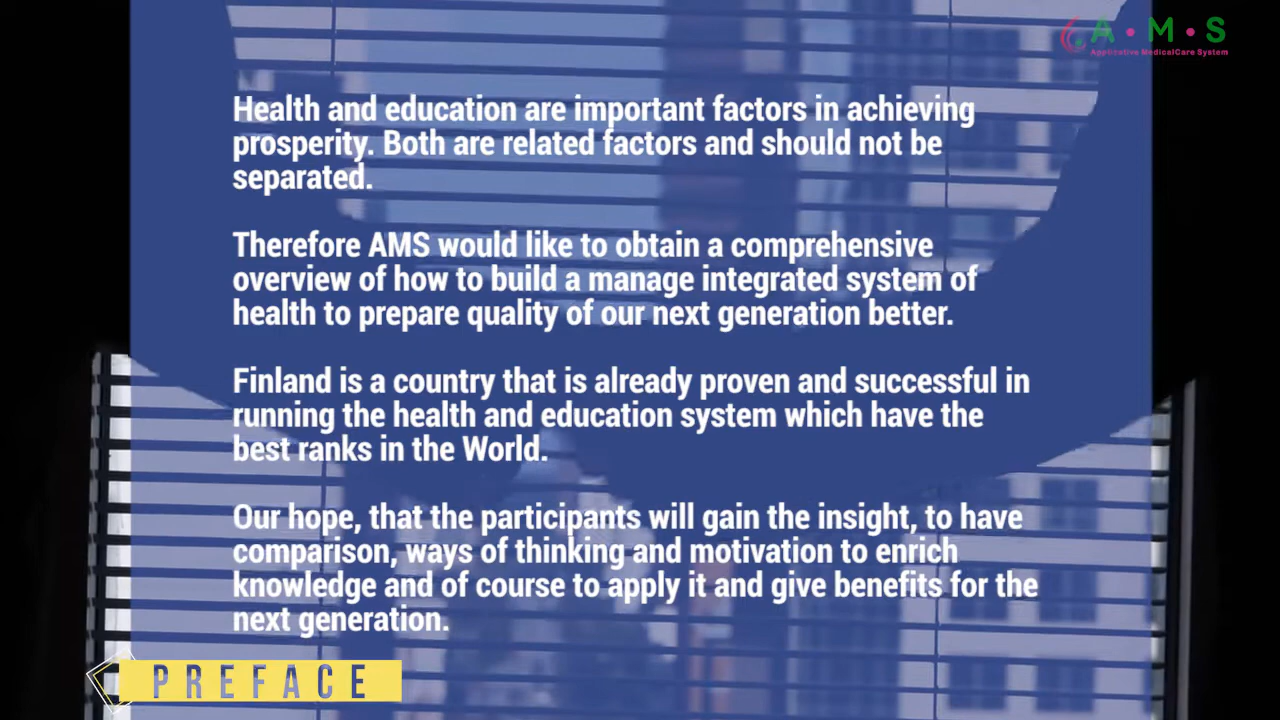 A • M • S
Applicative MedicalCare System
Health and education are important factors in achieving
prosperity. Both are related factors and should not be
separated.
Therefore AMS would like to obtain a comprehensive
overview of how to build a manage integrated system of
health to prepare quality of our next generation better.
Finland is a country that is already proven and successful in
running the health and education system which have the
best ranks in the World.
Our hope, that the participants will gain the insight, to have
comparison, ways of thinking and motivation to enrich
knowledge and of course to apply it and give benefits for the
next generation.
PREFACE